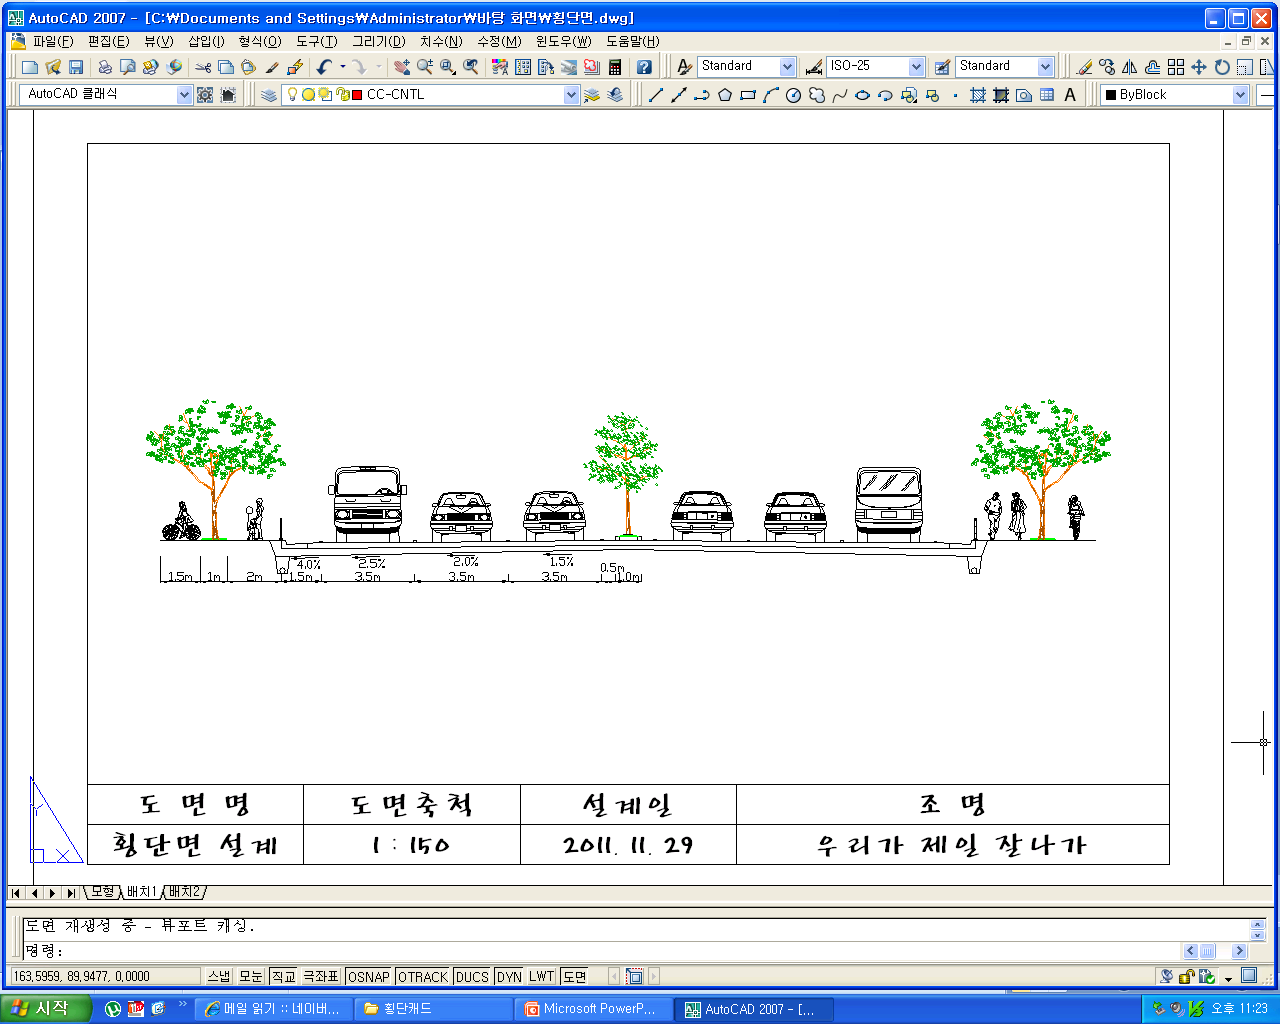 AutoCAD 2007 - [C:₩Documents and Settings₩Administrator₩바탕 화면₩횡단면.dwg]
파일(F) 편집(E) 뷰(V) 삽입(I) 형식(O) 도구(T) 그리기(D) 치수(N) 수정(M) 윈도우(W) 도움말(H)
Standard ISO-25 Standard
AutoCAD 클래식 CC-CNTL A ByBlock
4.0% 2.5% 2.0% 1.5%
0.5m
1.5m 1m 2m 1.5m 3.5m 3.5m 3.5m 1.0m
도 면 명 도면축척 설계일 조 명
횡단면 설계 1 : 150 2011. 11. 29 우리가 제일 잘나가
Y
X
모형 배치1 배치2
도면 재생성 중 - 뷰포트 캐싱.
명령:
163,5959, 89,9477, 0,0000 스냅 모눈 직교 극좌표 OSNAP OTRACK DUCS DYN LWT 도면
시작 메일 읽기 :: 네이버... 횡단캐드 Microsoft PowerP... AutoCAD 2007 - [... 오후 11:23